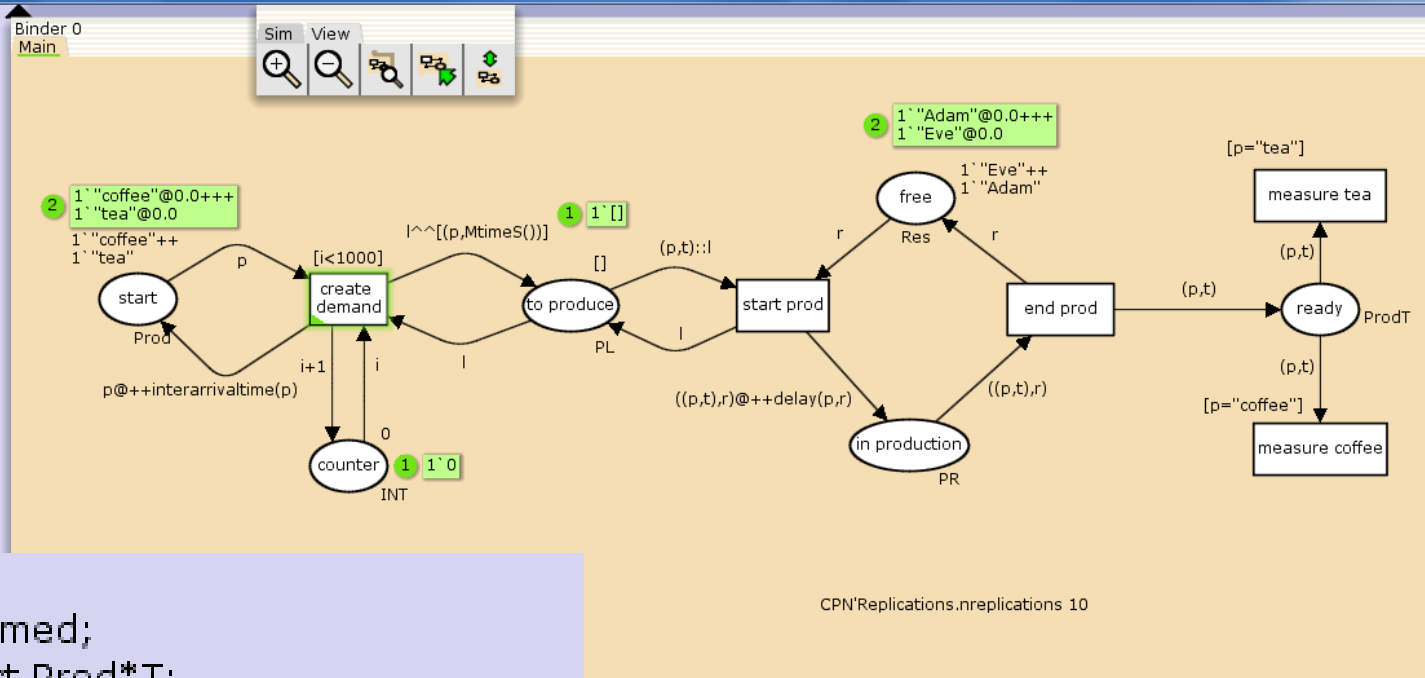 Binder 0
Main
Sim View
2
1`"coffee"@0.0+++
1`"tea"@0.0
1`"coffee"++
1`"tea"
start
Prod
p
p@++interarrivaltime(p)
[i<1000]
create
demand
i+1
i
0
counter
1
1`0
INT
l^^[(p,MtimeS())]
l
1
1`[]
[]
to produce
PL
(p,t)::l
l
start prod
2
1`"Adam"@0.0+++
1`"Eve"@0.0
1`"Eve"++
1`"Adam"
free
Res
r
r
((p,t),r)@++delay(p,r)
in production
PR
((p,t),r)
end prod
(p,t)
ready
ProdT
[p="tea"]
measure tea
(p,t)
(p,t)
[p="coffee"]
measure coffee
CPN'Replications.nreplications 10
med;
Prod*T;